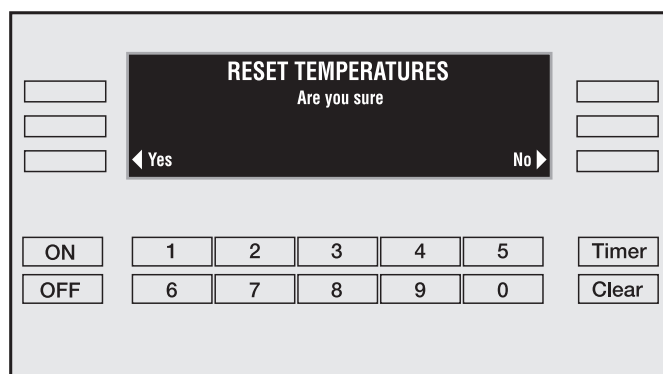 RESET TEMPERATURES
Are you sure
Yes No
ON 1 2 3 4 5 Timer
OFF 6 7 8 9 0 Clear